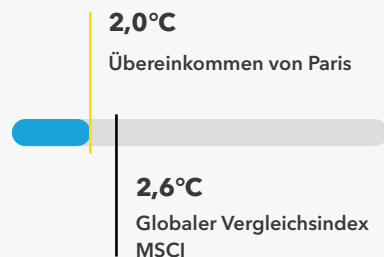 2,0°C
Übereinkommen von Paris
2,6°C
Globaler Vergleichsindex
MSCI